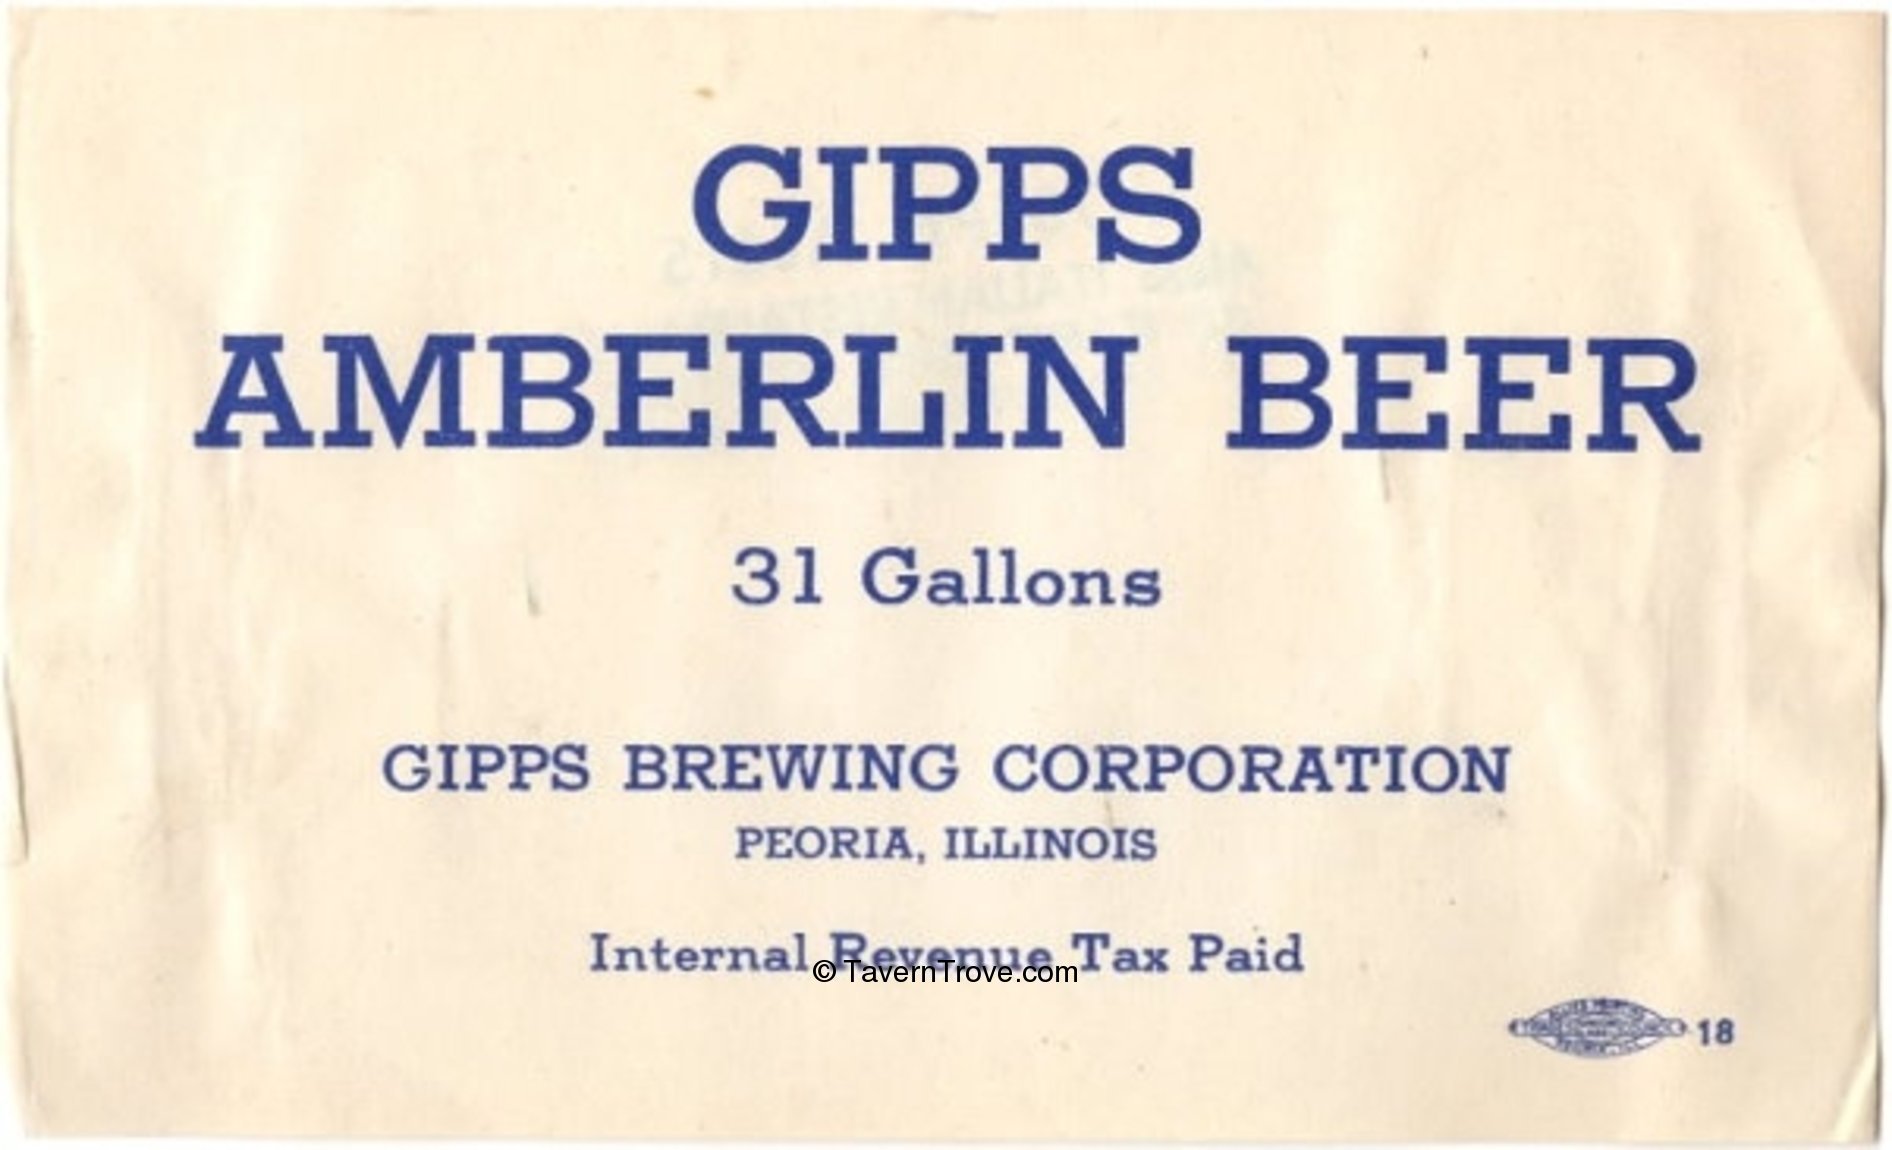 GIPPS
AMBERLIN BEER
31 Gallons
GIPPS BREWING CORPORATION
PEORIA, ILLINOIS
Internal Revenue Tax Paid
© TavernTrove.com
18